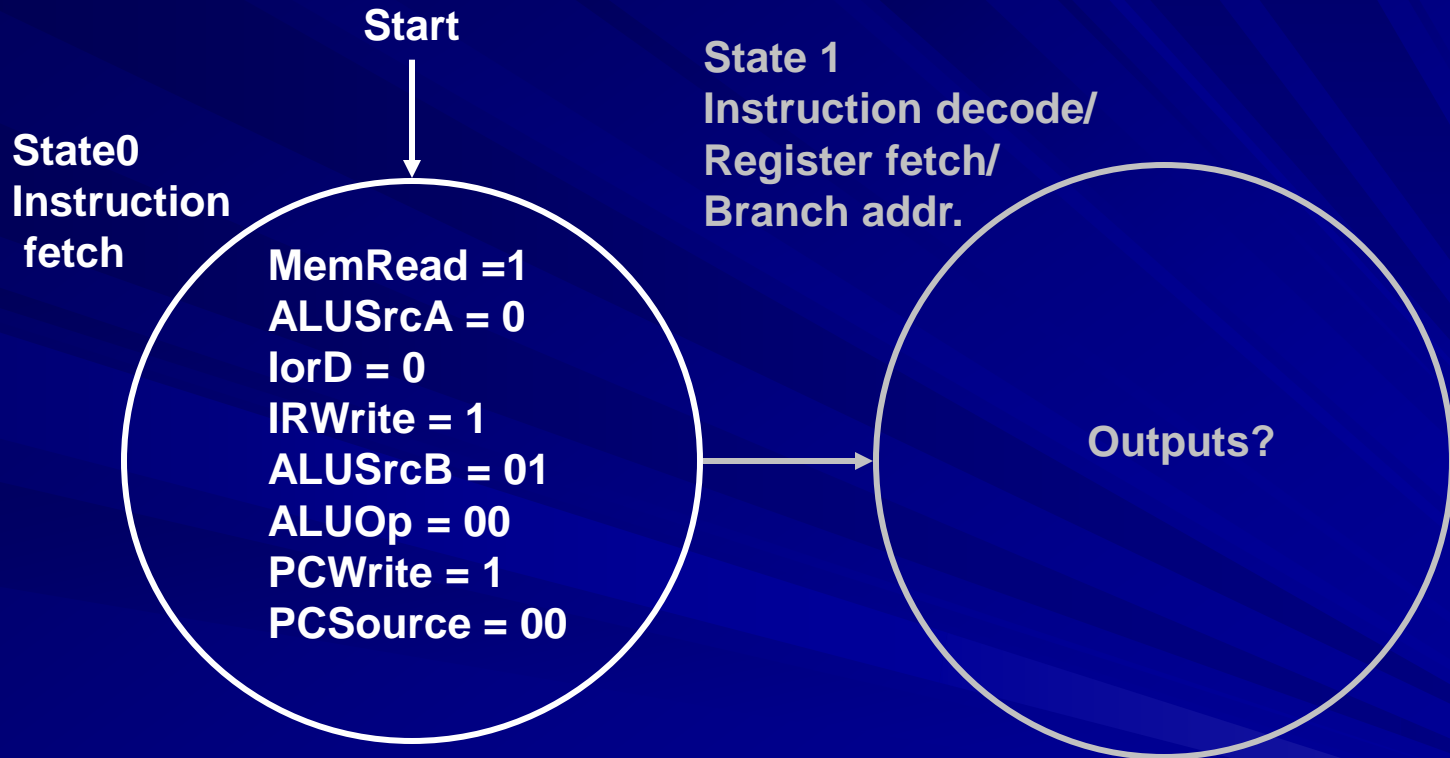 Start
State0
Instruction
fetch
MemRead =1
ALUSrcA = 0
IorD = 0
IRWrite = 1
ALUSrcB = 01
ALUOp = 00
PCWrite = 1
PCSource = 00
State 1
Instruction decode/
Register fetch/
Branch addr.
Outputs?